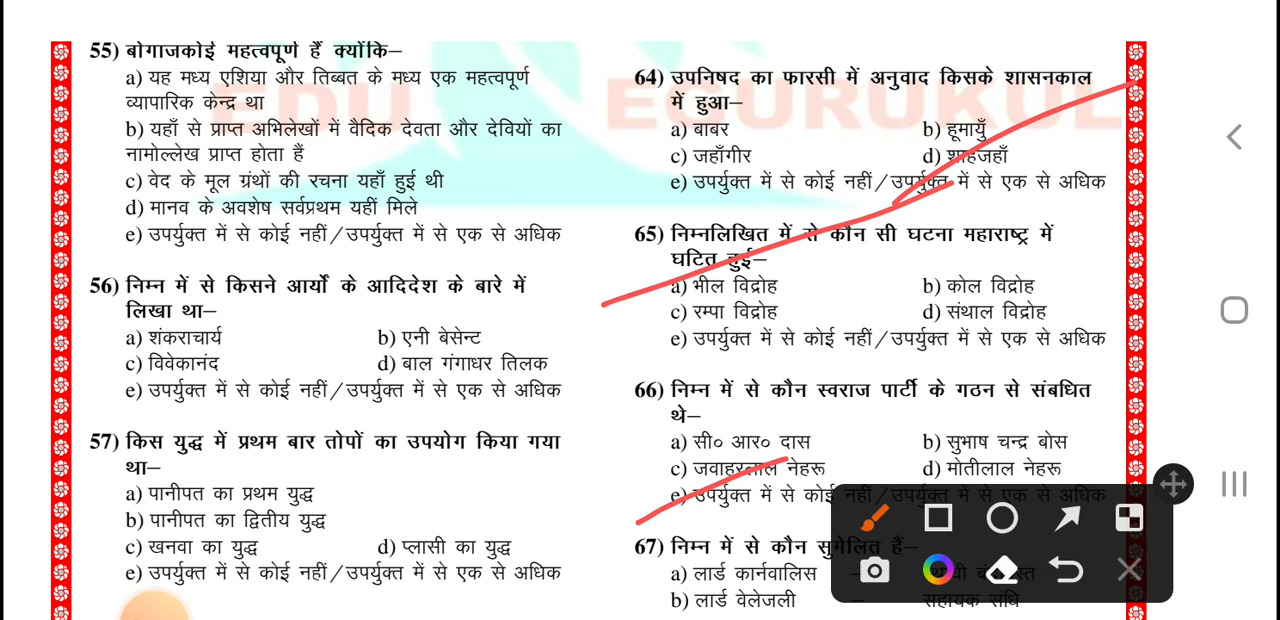 55) बोगाजकोई महत्वपूर्ण हैं क्योंकि–
a) यह मध्य एशिया और तिब्बत के मध्य एक महत्वपूर्ण
व्यापारिक केन्द्र था
b) यहाँ से प्राप्त अभिलेखों में वैदिक देवता और देवियों का
नामोल्लेख प्राप्त होता हैं
c) वेद के मूल ग्रंथों की रचना यहाँ हुई थी
d) मानव के अवशेष सर्वप्रथम यहीं मिले
e) उपर्युक्त में से कोई नहीं/उपर्युक्त में से एक से अधिक
56) निम्न में से किसने आर्यों के आदिदेश के बारे में
लिखा था–
a) शंकराचार्य b) एनी बेसेन्ट
c) विवेकानंद d) बाल गंगाधर तिलक
e) उपर्युक्त में से कोई नहीं/उपर्युक्त में से एक से अधिक
57) किस युद्ध में प्रथम बार तोपों का उपयोग किया गया
था–
a) पानीपत का प्रथम युद्ध
b) पानीपत का द्वितीय युद्ध
c) खनवा का युद्ध d) प्लासी का युद्ध
e) उपर्युक्त में से कोई नहीं/उपर्युक्त में से एक से अधिक
64) उपनिषद का फारसी में अनुवाद किसके शासनकाल
में हुआ–
a) बाबर b) हूमायुँ
c) जहाँगीर d) शाहजहाँ
e) उपर्युक्त में से कोई नहीं/उपर्युक्त में से एक से अधिक
65) निम्नलिखित में से कौन सी घटना महाराष्ट्र में
घटित हुई–
a) भील विद्रोह b) कोल विद्रोह
c) रम्पा विद्रोह d) संथाल विद्रोह
e) उपर्युक्त में से कोई नहीं/उपर्युक्त में से एक से अधिक
66) निम्न में से कौन स्वराज पार्टी के गठन से संबधित
थे–
a) सी० आर० दास b) सुभाष चन्द्र बोस
c) जवाहरलाल नेहरू d) मोतीलाल नेहरू
e) उपर्युक्त में से कोई नहीं/उपर्युक्त में से एक से अधिक
67) निम्न में से कौन सुमेलित हैं–
a) लार्ड कार्नवालिस –
b) लार्ड वेलेजली – सहायक संधि
EDU EGURUKUL